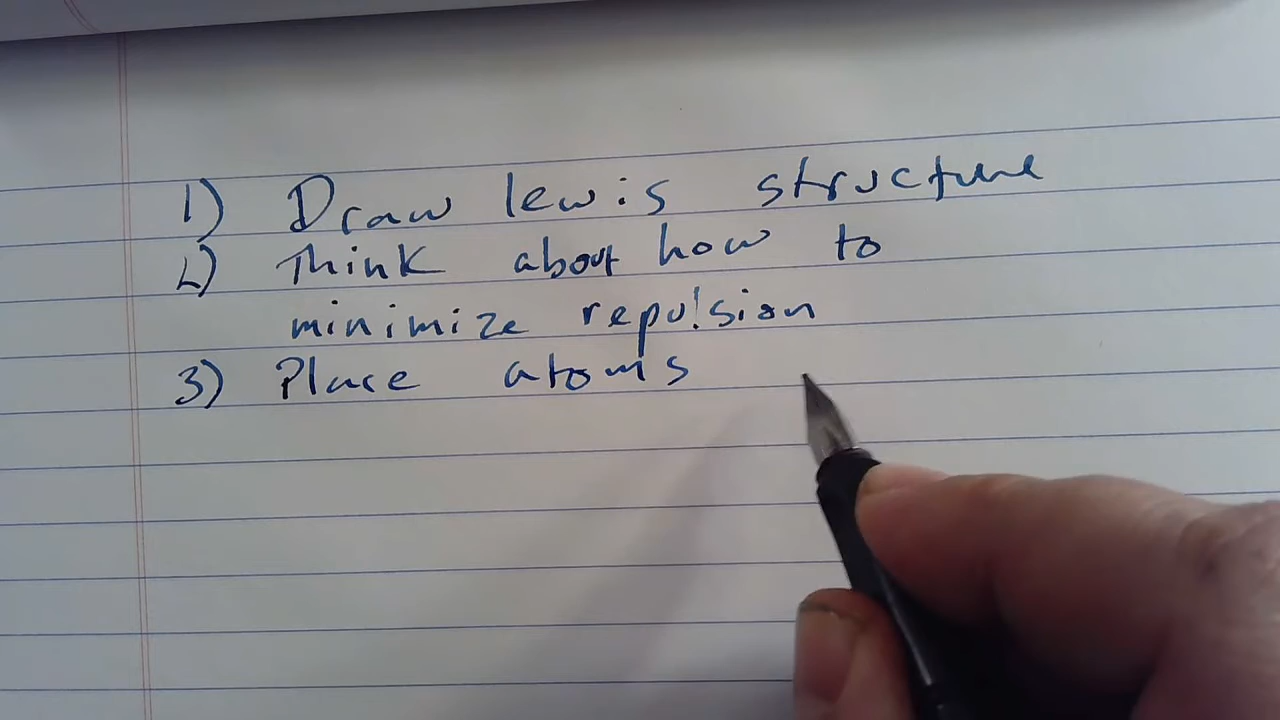 1) Draw lewis structure
2) Think about how to
minimize repulsion
3) Place atoms